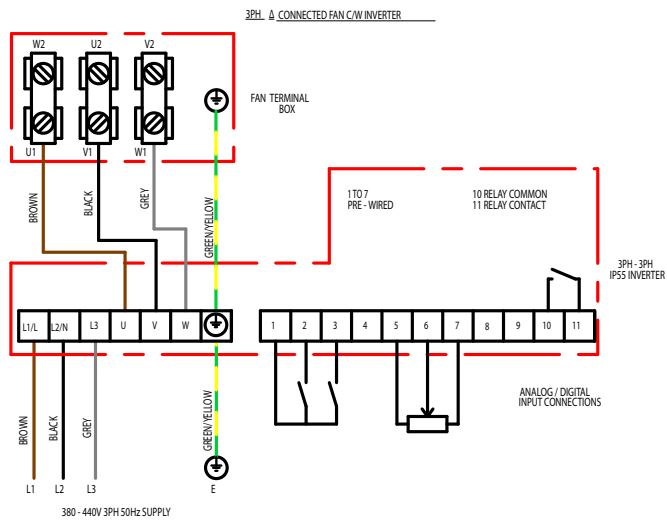 3PH Δ CONNECTED FAN C/W INVERTER
W2 U2 V2
FAN TERMINAL
BOX
U1 V1 W1
BROWN
BLACK
GREY
GREEN/YELLOW
1 TO 7
PRE - WIRED
10 RELAY COMMON
11 RELAY CONTACT
3PH - 3PH
IP55 INVERTER
L1/L L2/N L3 U V W
1 2 3 4 5 6 7 8 9 10 11
ANALOG / DIGITAL
INPUT CONNECTIONS
BROWN
BLACK
GREY
GREEN/YELLOW
L1 L2 L3 E
380 - 440V 3PH 50Hz SUPPLY